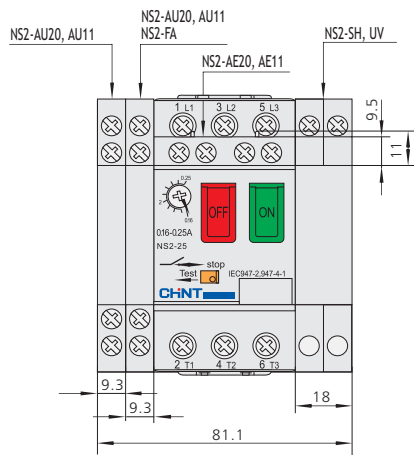 NS2-AU20, AU11
NS2-AU20, AU11
NS2-FA
NS2-SH, UV
NS2-AE20, AE11
1 L1 3 L2 5 L3
9.5
11
0.25
2
0.16
OFF
ON
0.16-0.25A
NS2-25
stop
Test
IEC947-2,947-4-1
CHNT
2 T1 4 T2 6 T3
9.3
9.3
18
81.1